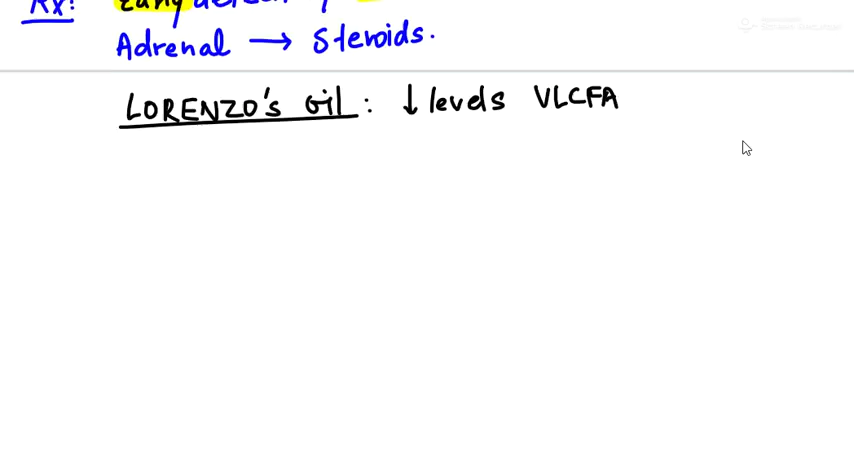 Rx:
Adrenal → Steroids.
LORENZO's oil : ↓ levels VLCFA